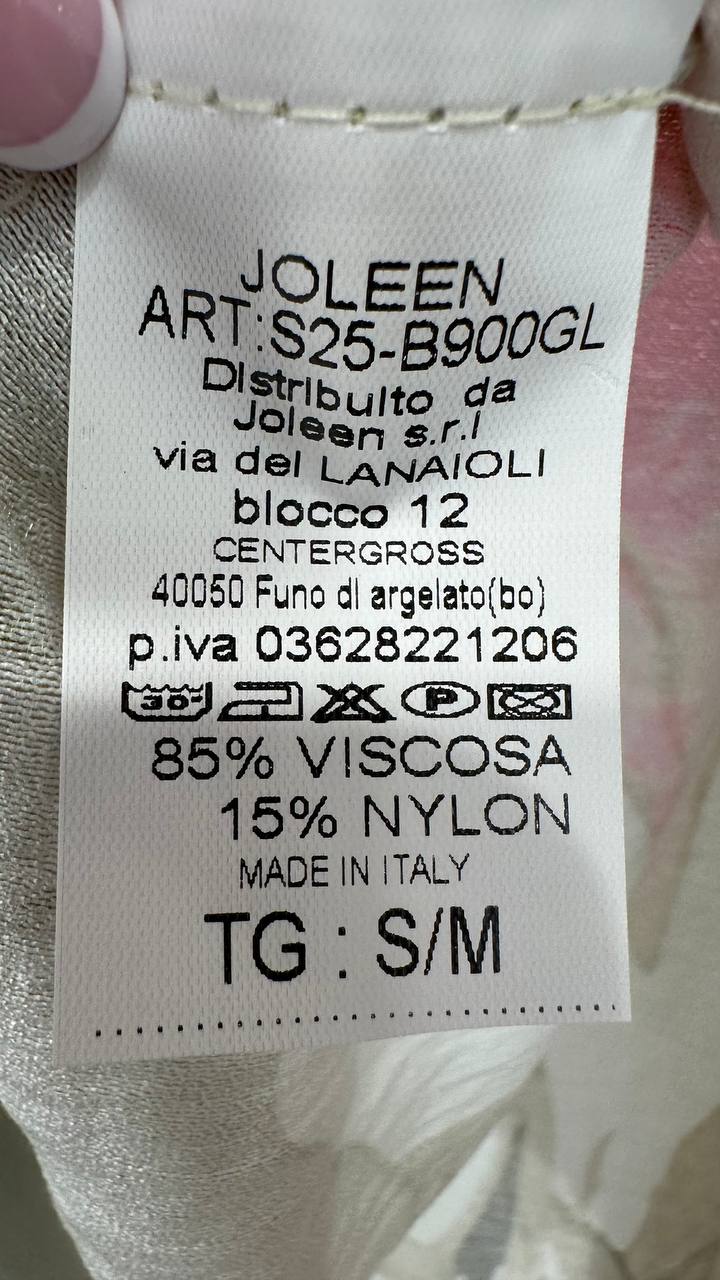 JOLEEN
ART:S25-B900GL
Distribuito da
Joleen s.r.l
via dei LANAIOLI
blocco 12
CENTERGROSS
40050 Funo di argelato(bo)
p.iva 03628221206
30° P
85% VISCOSA
15% NYLON
MADE IN ITALY
TG : S/M